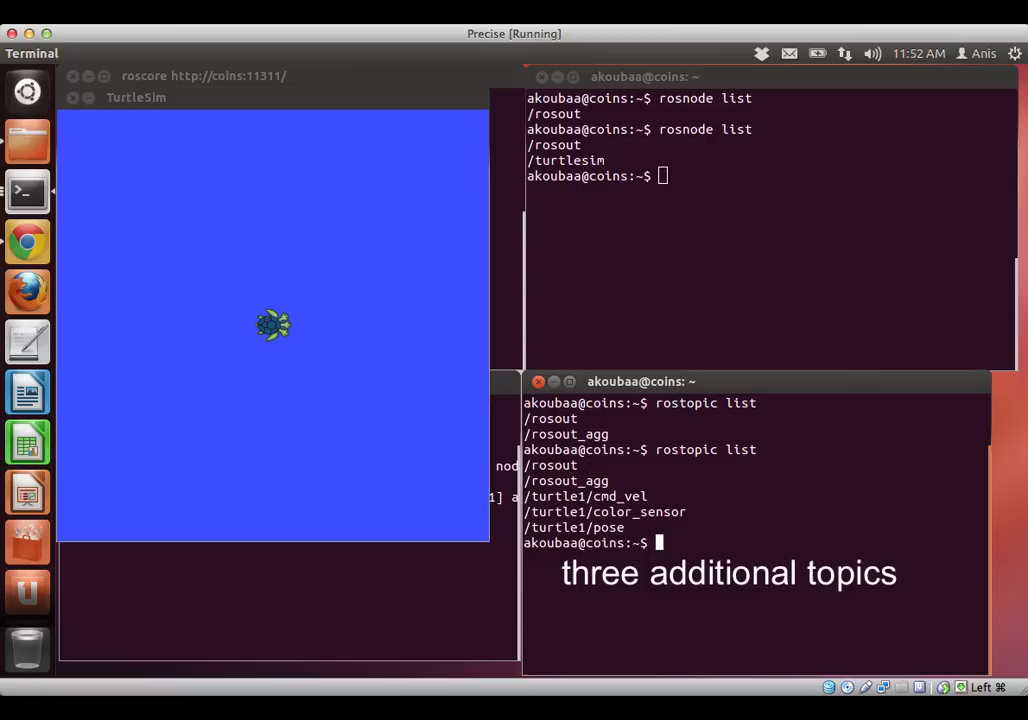 Precise [Running]
Terminal
11:52 AM
Anis
roscore http://coins:11311/
TurtleSim
akoubaa@coins: ~
akoubaa@coins:~$ rosnode list
/rosout
akoubaa@coins:~$ rosnode list
/rosout
/turtlesim
akoubaa@coins:~$
nod
1] a
akoubaa@coins: ~
akoubaa@coins:~$ rostopic list
/rosout
/rosout_agg
akoubaa@coins:~$ rostopic list
/rosout
/rosout_agg
/turtle1/cmd_vel
/turtle1/color_sensor
/turtle1/pose
akoubaa@coins:~$
three additional topics
Left ⌘